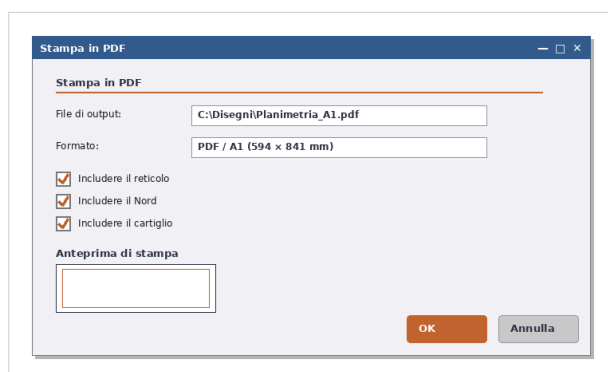 Stampa in PDF
Stampa in PDF
File di output: C:\Disegni\Planimetria_A1.pdf
Formato: PDF / A1 (594 × 841 mm)
Includere il reticolo
Includere il Nord
Includere il cartiglio
Anteprima di stampa
OK Annulla